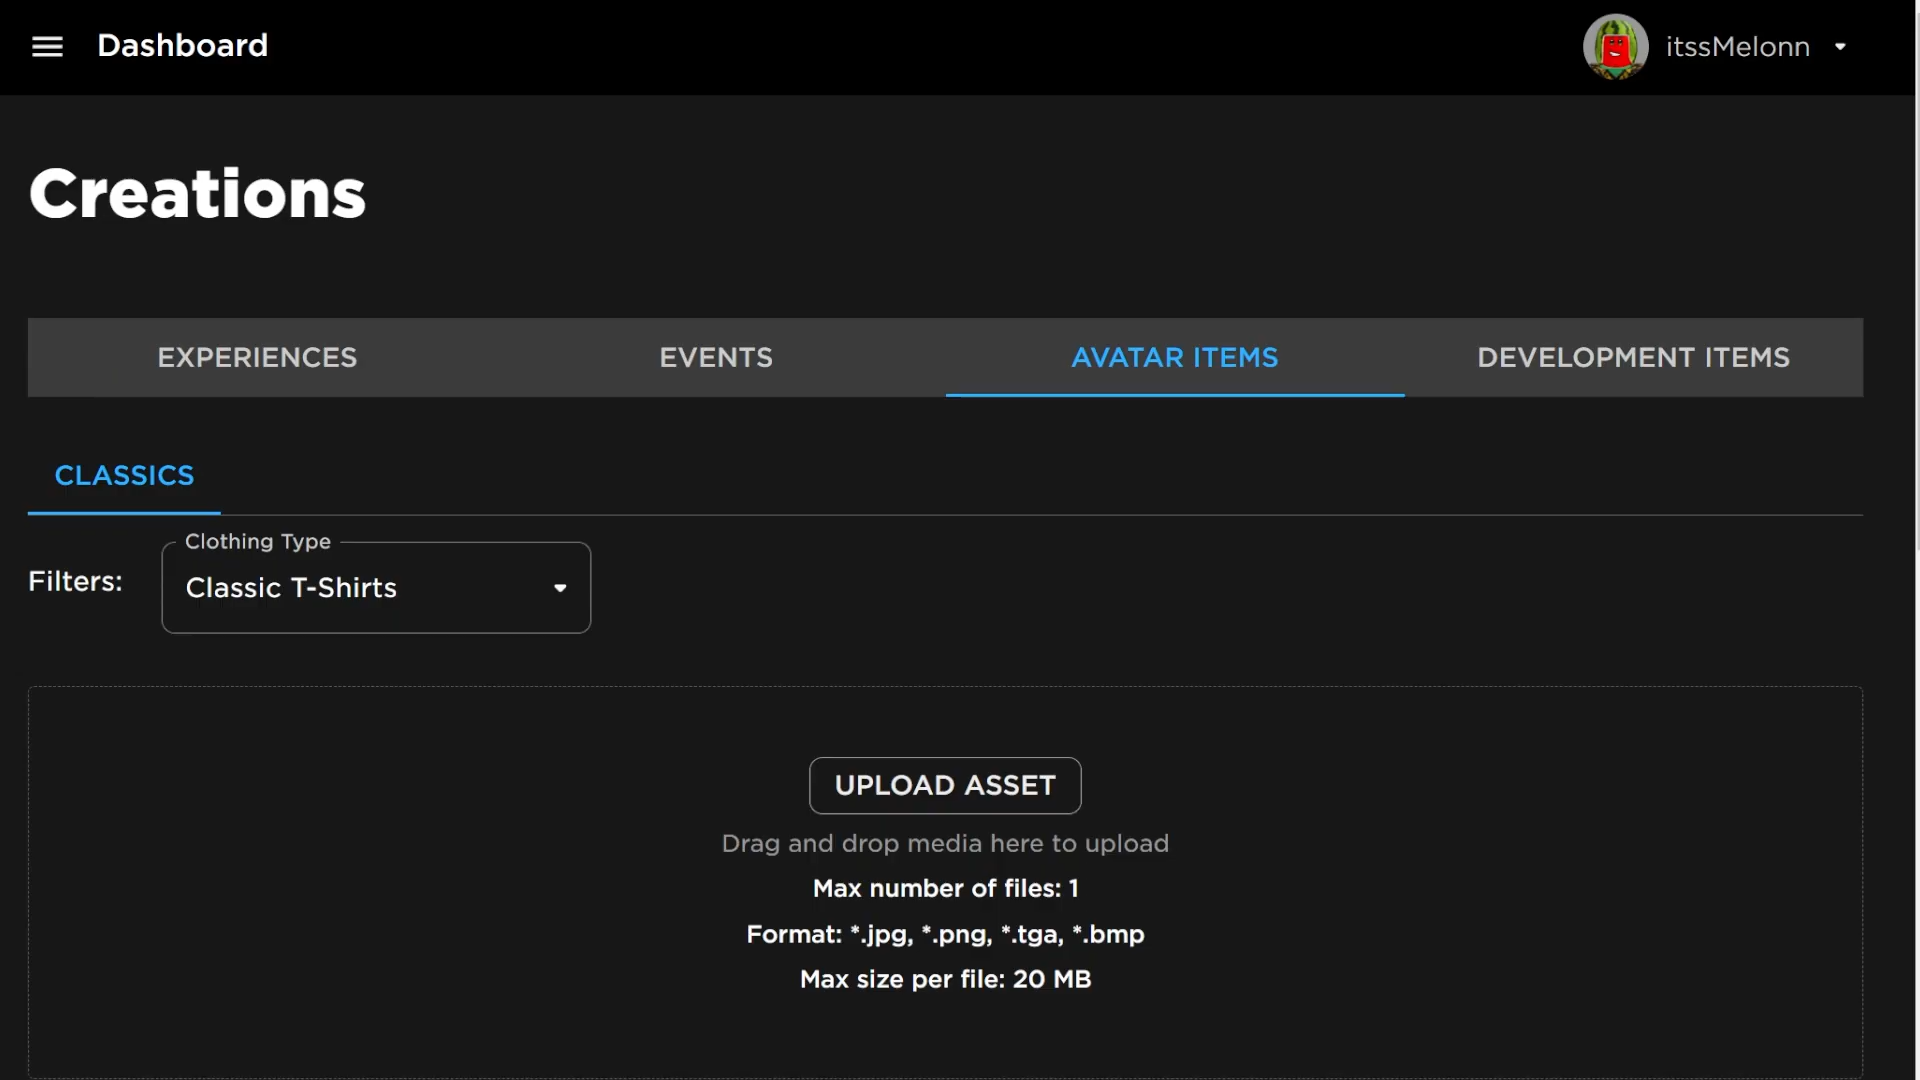 Dashboard
itssMelonn
Creations
EXPERIENCES
EVENTS
AVATAR ITEMS
DEVELOPMENT ITEMS
CLASSICS
Clothing Type
Filters:
Classic T-Shirts
UPLOAD ASSET
Drag and drop media here to upload
Max number of files: 1
Format: *.jpg, *.png, *.tga, *.bmp
Max size per file: 20 MB